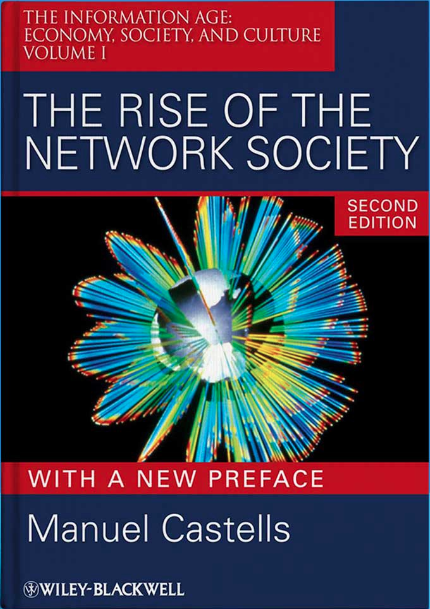 THE INFORMATION AGE:
ECONOMY, SOCIETY, AND CULTURE
VOLUME I
THE RISE OF THE
NETWORK SOCIETY
SECOND
EDITION
WITH A NEW PREFACE
Manuel Castells
WILEY-BLACKWELL